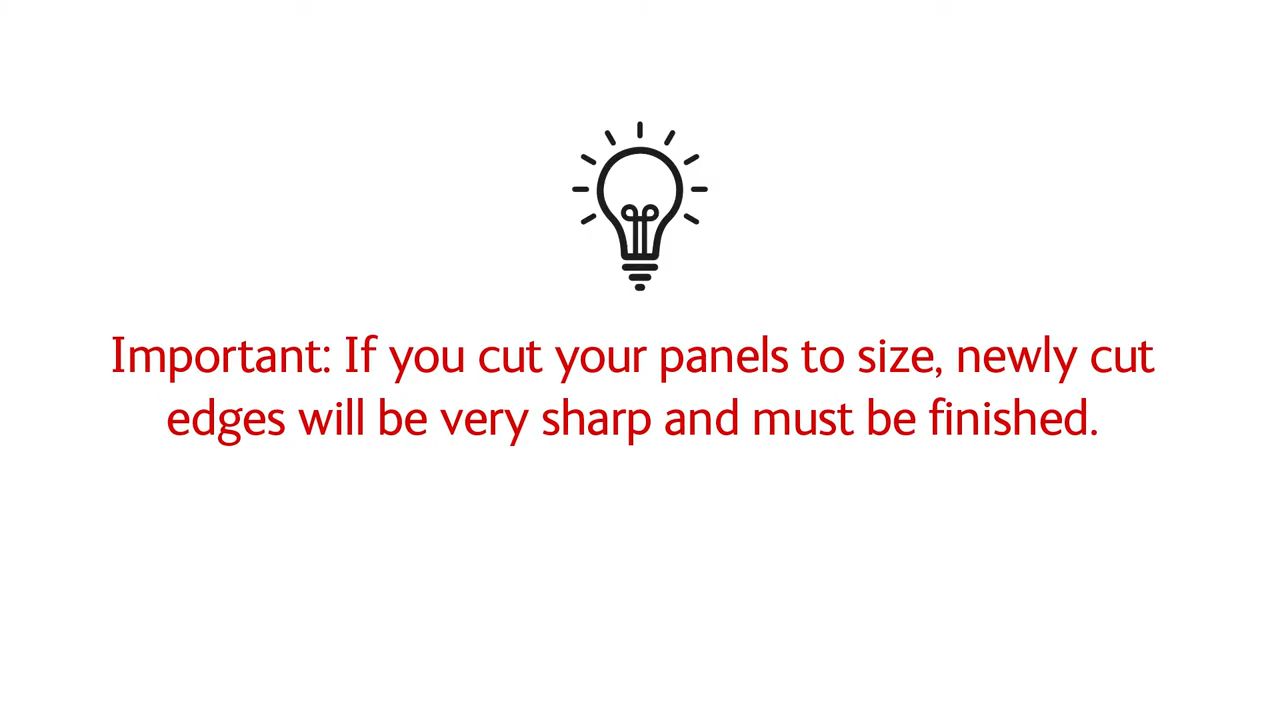 Important: If you cut your panels to size, newly cut
edges will be very sharp and must be finished.